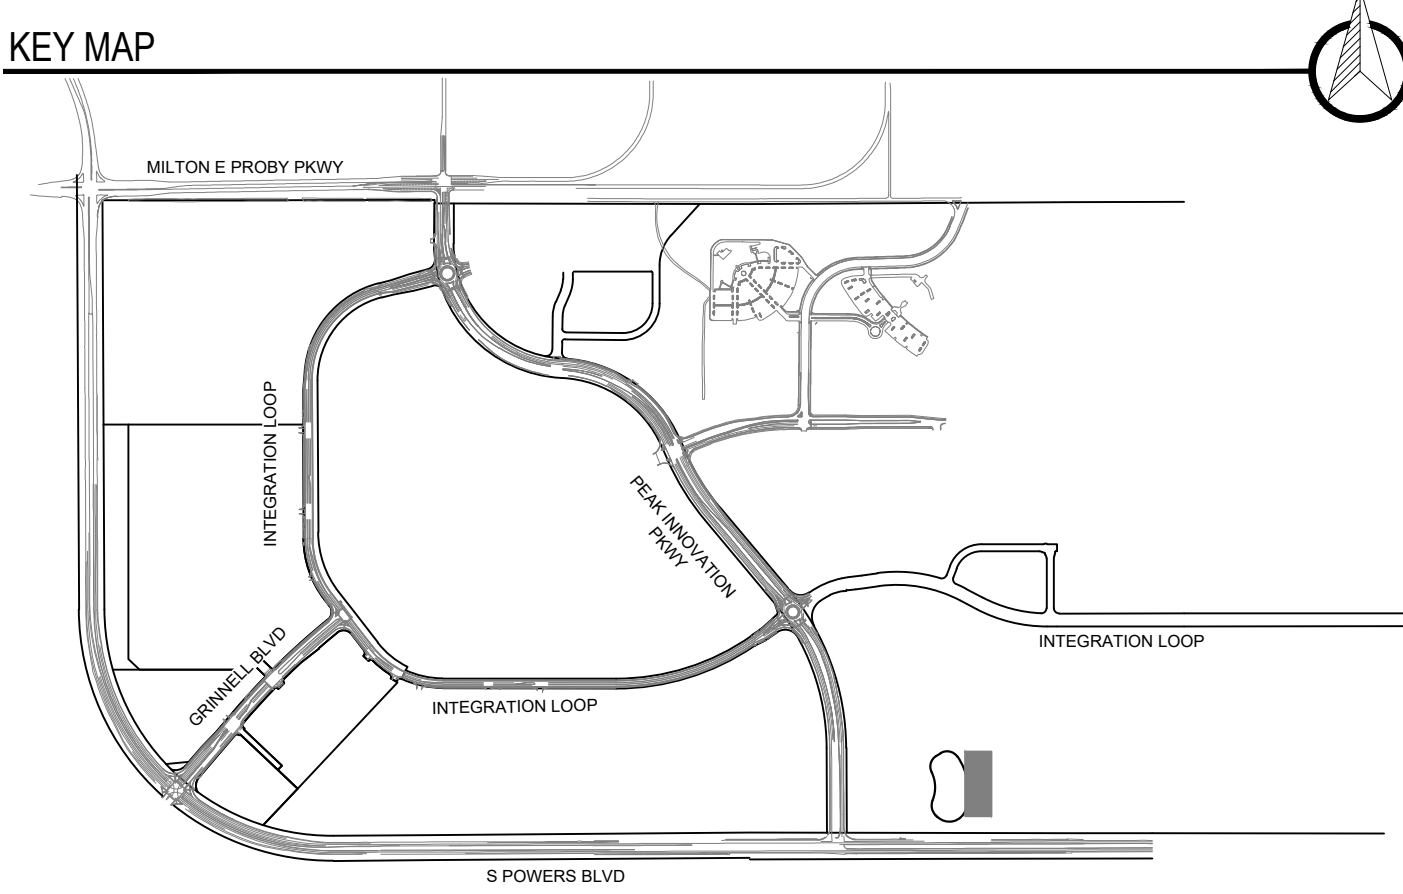 KEY MAP
MILTON E PROBY PKWY
INTEGRATION LOOP
PEAK INNOVATION
PKWY
GRINNELL BLVD
INTEGRATION LOOP
INTEGRATION LOOP
S POWERS BLVD